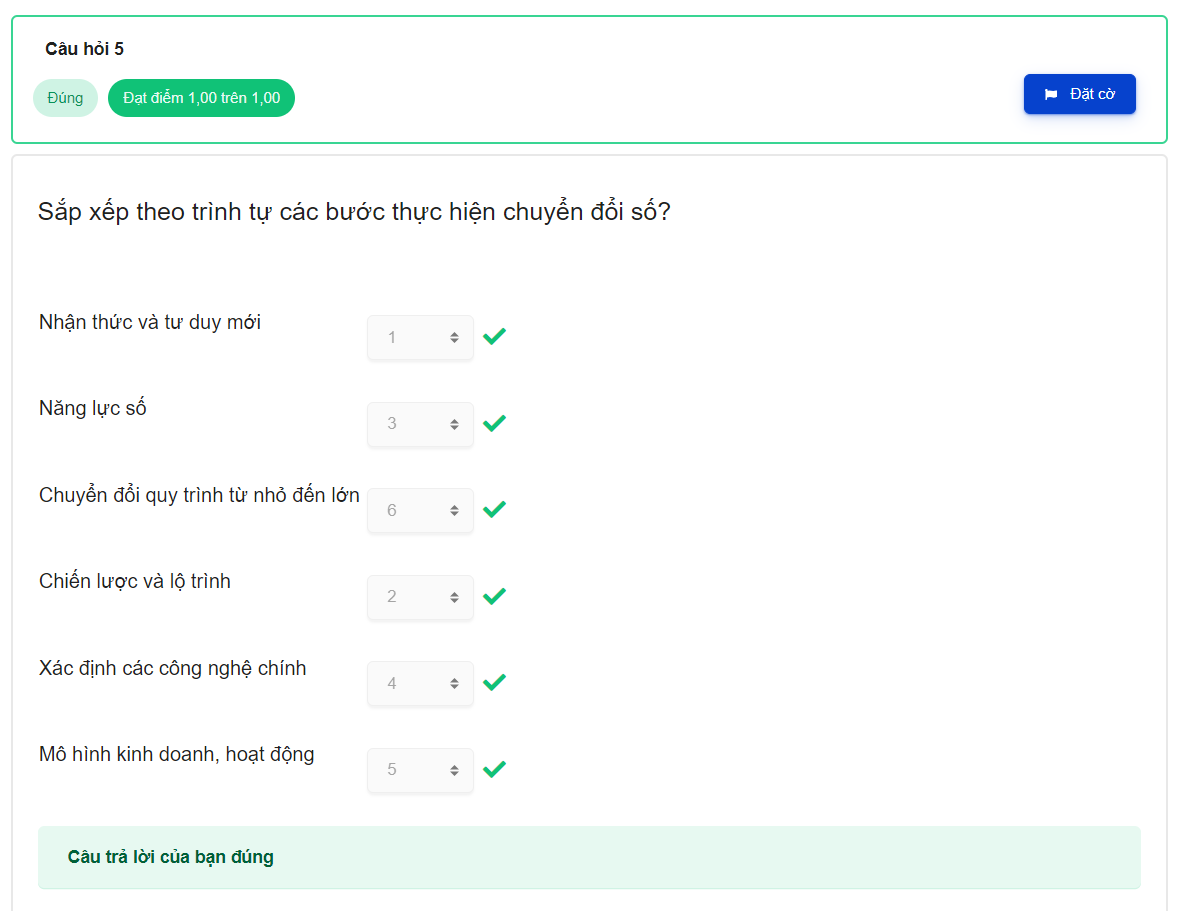 Câu hỏi 5
Đúng
Đạt điểm 1,00 trên 1,00
Đặt cờ
Sắp xếp theo trình tự các bước thực hiện chuyển đổi số?
Nhận thức và tư duy mới
1
Năng lực số
3
Chuyển đổi quy trình từ nhỏ đến lớn
6
Chiến lược và lộ trình
2
Xác định các công nghệ chính
4
Mô hình kinh doanh, hoạt động
5
Câu trả lời của bạn đúng